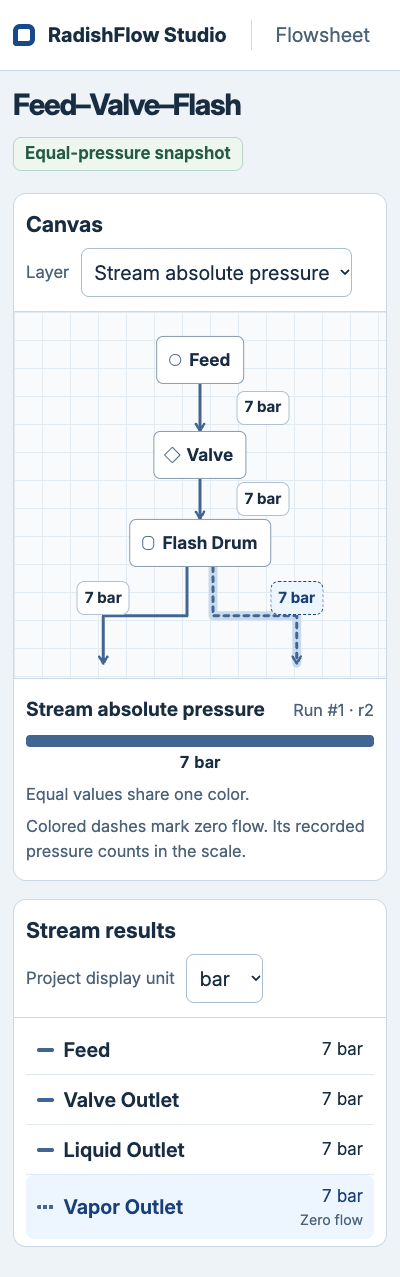 RadishFlow Studio
Flowsheet
Feed–Valve–Flash
Equal-pressure snapshot
Canvas
Layer
Stream absolute pressure
Feed
7 bar
Valve
7 bar
Flash Drum
7 bar
7 bar
Stream absolute pressure
Run #1 · r2
7 bar
Equal values share one color.
Colored dashes mark zero flow. Its recorded
pressure counts in the scale.
Stream results
Project display unit
bar
Feed
7 bar
Valve Outlet
7 bar
Liquid Outlet
7 bar
Vapor Outlet
7 bar
Zero flow